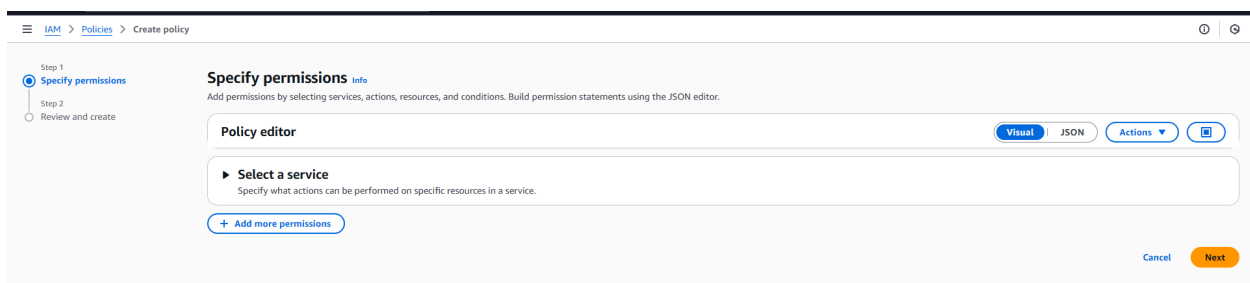 IAM > Policies > Create policy
Step 1
Specify permissions
Step 2
Review and create
Specify permissions Info
Add permissions by selecting services, actions, resources, and conditions. Build permission statements using the JSON editor.
Policy editor
Visual JSON Actions
Select a service
Specify what actions can be performed on specific resources in a service.
+ Add more permissions
Cancel Next